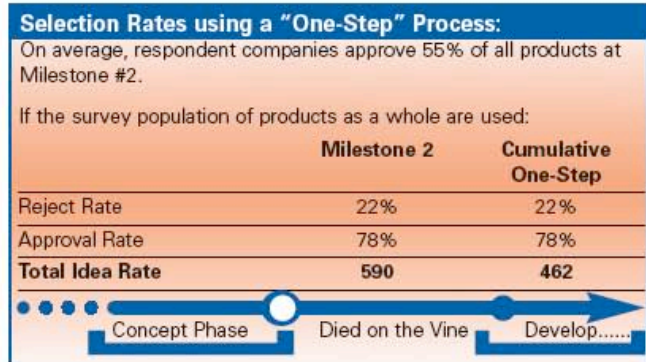 Selection Rates using a “One-Step” Process:
On average, respondent companies approve 55% of all products at
Milestone #2.
If the survey population of products as a whole are used:
Milestone 2 Cumulative
One-Step
Reject Rate 22% 22%
Approval Rate 78% 78%
Total Idea Rate 590 462
Concept Phase Died on the Vine Develop......